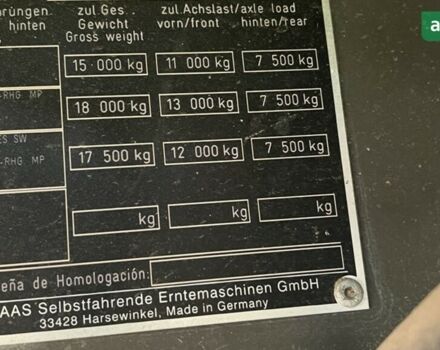 zul. Ges. zul. Achslast/axle load
hinten Gewicht vorn/front hinten/rear
Gross weight
15 000 kg 11 000 kg 7 500 kg
-RHG MP
18 000 kg 13 000 kg 7 500 kg
SW
-RHG MP 17 500 kg 12 000 kg 7 500 kg
kg kg kg
eña de Homologación:
AAS Selbstfahrende Erntemaschinen GmbH
33428 Harsewinkel, Made in Germany